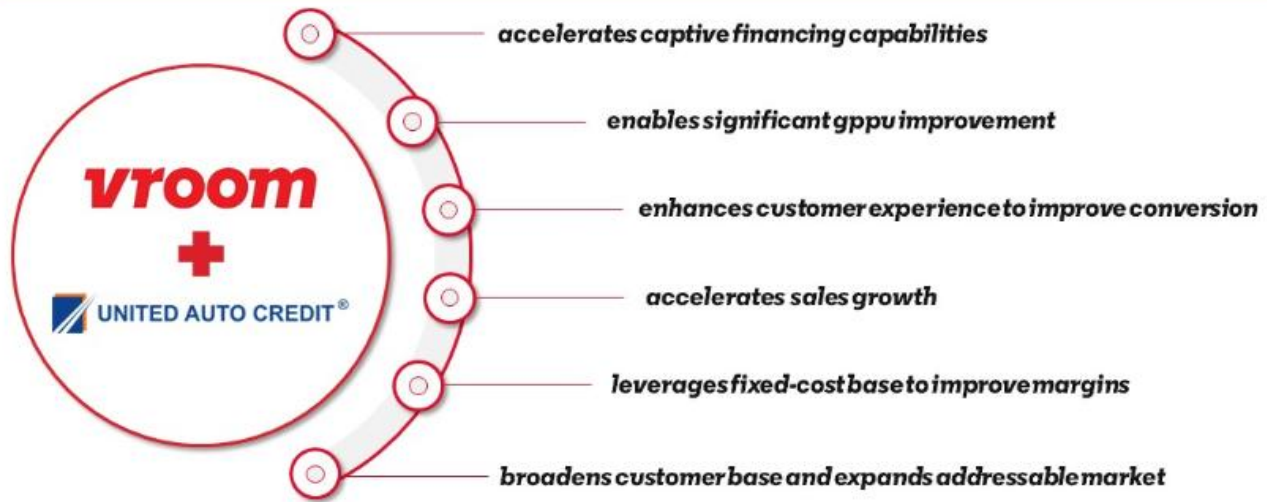 accelerates captive financing capabilities
enables significant gppu improvement
vroom
enhances customer experience to improve conversion
UNITED AUTO CREDIT®
accelerates sales growth
leverages fixed-cost base to improve margins
broadens customer base and expands addressable market